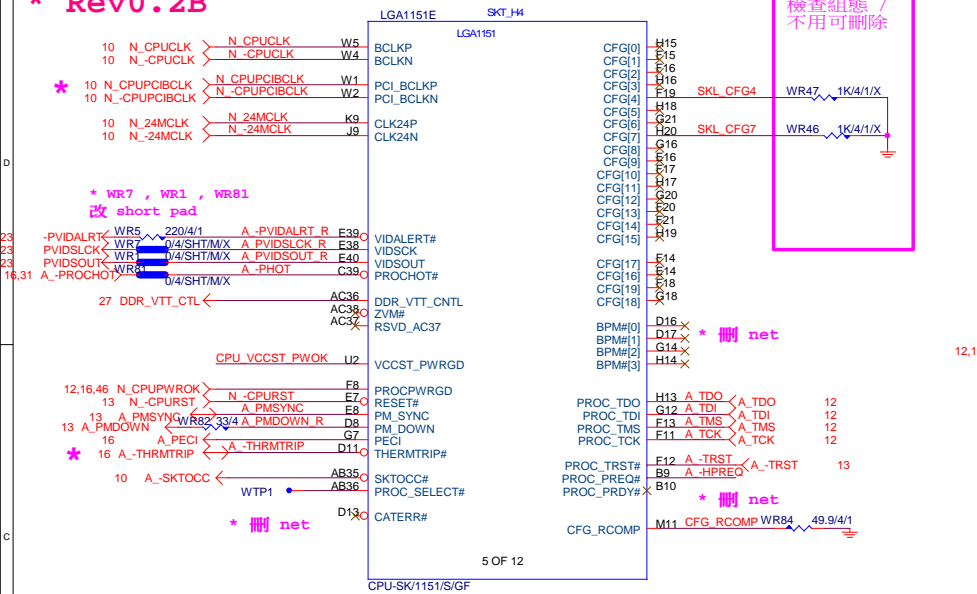 * Rev0.2B
LGA1151E
SKT_H4
LGA1151
檢查組態 /
不用可刪除
10 N_CPUCLK N_CPUCLK W5 BCLKP
10 N_-CPUCLK N_-CPUCLK W4 BCLKN
* 10 N_CPUPCIBCLK N_CPUPCIBCLK W1 PCI_BCLKP
10 N_-CPUPCIBCLK N_-CPUPCIBCLK W2 PCI_BCLKN
10 N_24MCLK N_24MCLK K9 CLK24P
10 N_-24MCLK N_-24MCLK J9 CLK24N
CFG[0] H15
CFG[1] F15
CFG[2] F16
CFG[3] H16
CFG[4] F19 SKL_CFG4 WR47 1K/4/1/X
CFG[5] H18
CFG[6] G21
CFG[7] H20 SKL_CFG7 WR46 1K/4/1/X
CFG[8] G16
CFG[9] E16
CFG[10] F17
CFG[11] H17
CFG[12] G20
CFG[13] F20
CFG[14] F21
CFG[15] H19
CFG[17] F14
CFG[16] E14
CFG[19] F18
CFG[18] G18
D
* WR7 , WR1 , WR81
改 short pad
23 -PVIDALRT WR5 220/4/1 A_-PVIDALRT_R E39 VIDALERT#
23 PVIDSLCK WR7 0/4/SHT/M/X A_PVIDSLCK_R E38 VIDSCK
23 PVIDSOUT WR1 0/4/SHT/M/X A_PVIDSOUT_R E40 VIDSOUT
16,31 A_-PROCHOT WR81 0/4/SHT/M/X A_-PHOT C39 PROCHOT#
27 DDR_VTT_CTL AC36 DDR_VTT_CNTL
AC38 ZVM#
AC37 RSVD_AC37
CPU_VCCST_PWOK U2 VCCST_PWRGD
BPM#[0] D16
BPM#[1] D17
BPM#[2] G14
BPM#[3] H14
* 刪 net
12,1
12,16,46 N_CPUPWROK F8 PROCPWRGD
13 N_-CPURST N_-CPURST E7 RESET#
13 A_PMSYNC A_PMSYNC E8 PM_SYNC
13 A_PMDOWN WR82 33/4 A_PMDOWN_R D8 PM_DOWN
16 A_PECI A_PECI G7 PECI
* 16 A_-THRMTRIP A_-THRMTRIP D11 THERMTRIP#
10 A_-SKTOCC AB35 SKTOCC#
WTP1 AB36 PROC_SELECT#
D13 CATERR#
* 刪 net
PROC_TDO H13 A_TDO A_TDO 12
PROC_TDI G12 A_TDI A_TDI 12
PROC_TMS F13 A_TMS A_TMS 12
PROC_TCK F11 A_TCK A_TCK 12
PROC_TRST# F12 A_-TRST A_-TRST 13
PROC_PREQ# B9 A_-HPREQ
PROC_PRDY# B10
* 刪 net
CFG_RCOMP M11 CFG_RCOMP WR84 49.9/4/1
C
5 OF 12
CPU-SK/1151/S/GF